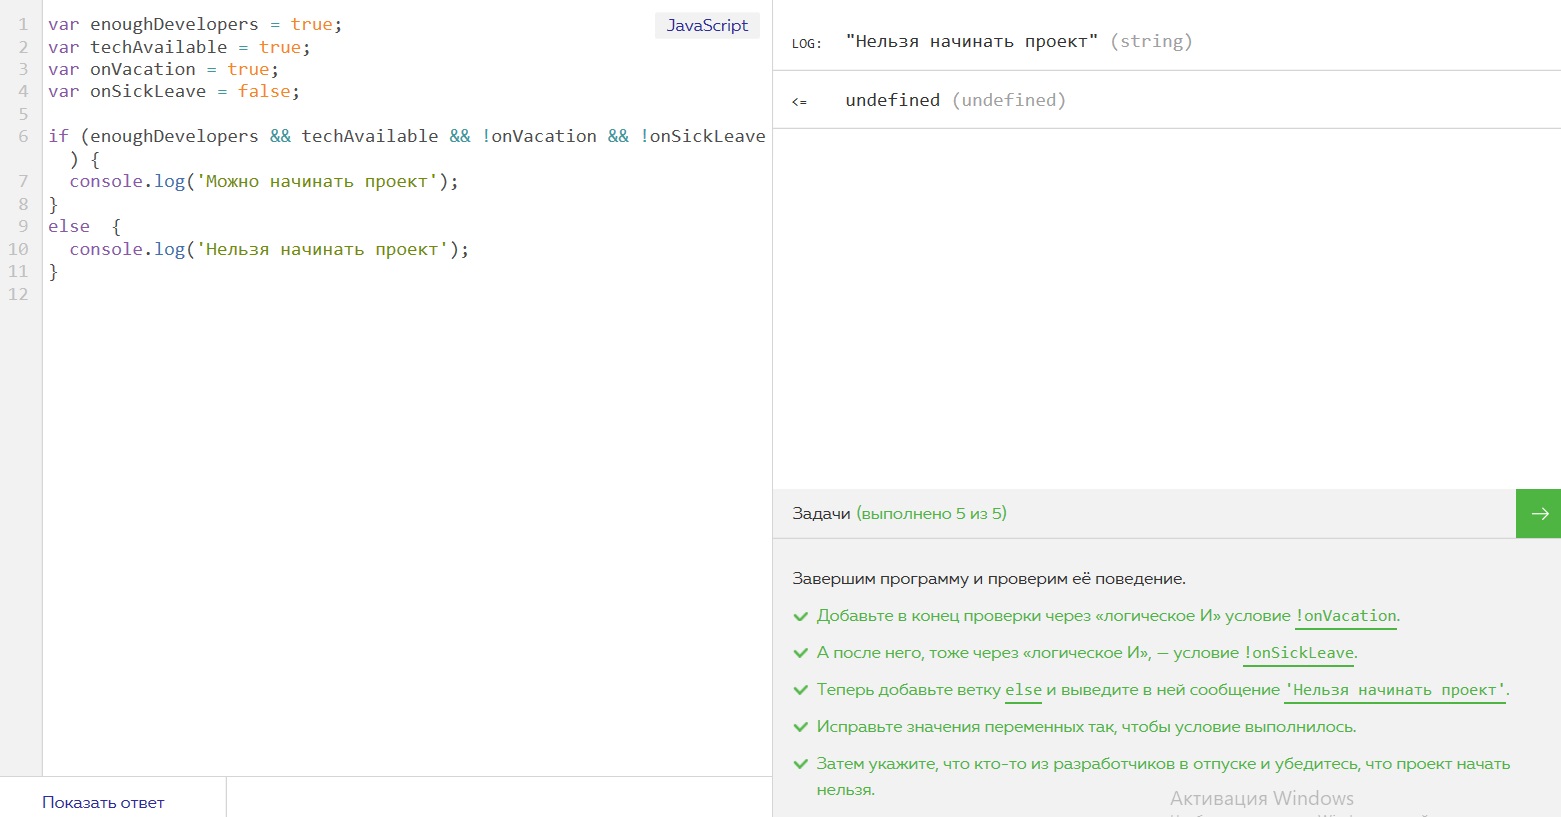 1 var enoughDevelopers = true;
2 var techAvailable = true;
3 var onVacation = true;
4 var onSickLeave = false;
5
6 if (enoughDevelopers && techAvailable && !onVacation && !onSickLeave
) {
7 console.log('Можно начинать проект');
8 }
9 else {
10 console.log('Нельзя начинать проект');
11 }
12
JavaScript
Показать ответ
LOG: "Нельзя начинать проект" (string)
<= undefined (undefined)
Задачи (выполнено 5 из 5)
Завершим программу и проверим её поведение.
Добавьте в конец проверки через «логическое И» условие !onVacation.
А после него, тоже через «логическое И», — условие !onSickLeave.
Теперь добавьте ветку else и выведите в ней сообщение 'Нельзя начинать проект'.
Исправьте значения переменных так, чтобы условие выполнилось.
Затем укажите, что кто-то из разработчиков в отпуске и убедитесь, что проект начать
нельзя.
Активация Windows